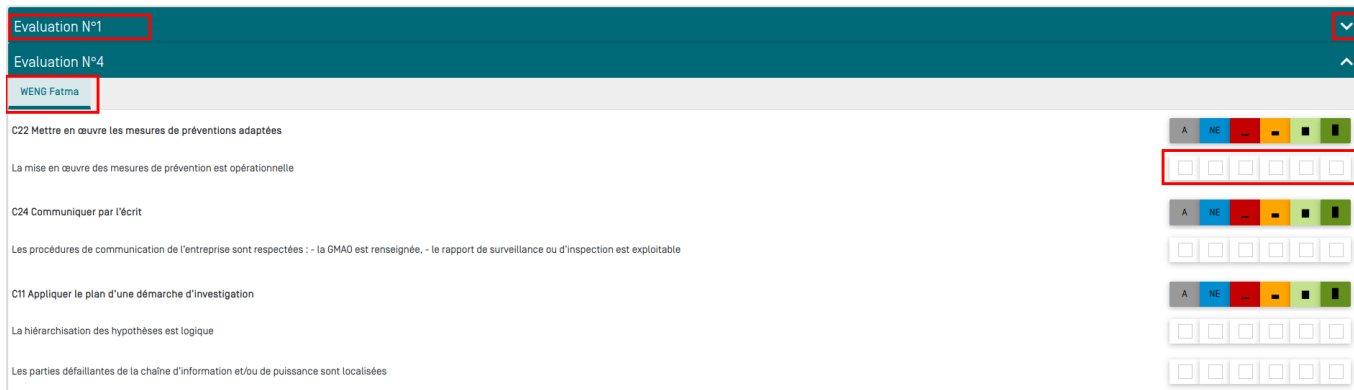 Evaluation N°1
Evaluation N°4
WENG Fatma
C22 Mettre en œuvre les mesures de préventions adaptées
A NE
La mise en œuvre des mesures de prévention est opérationnelle
C24 Communiquer par l'écrit
A NE
Les procédures de communication de l'entreprise sont respectées : - la GMAO est renseignée, - le rapport de surveillance ou d'inspection est exploitable
C11 Appliquer le plan d'une démarche d'investigation
A NE
La hiérarchisation des hypothèses est logique
Les parties défaillantes de la chaîne d'information et/ou de puissance sont localisées